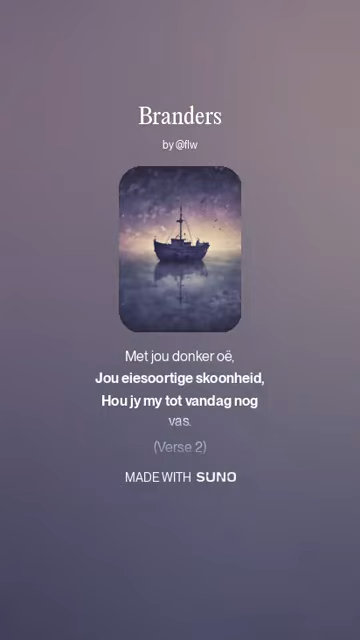 Branders
by @flw
Met jou donker oë,
Jou eiesoortige skoonheid,
Hou jy my tot vandag nog
vas.
(Verse 2)
MADE WITH SUNO